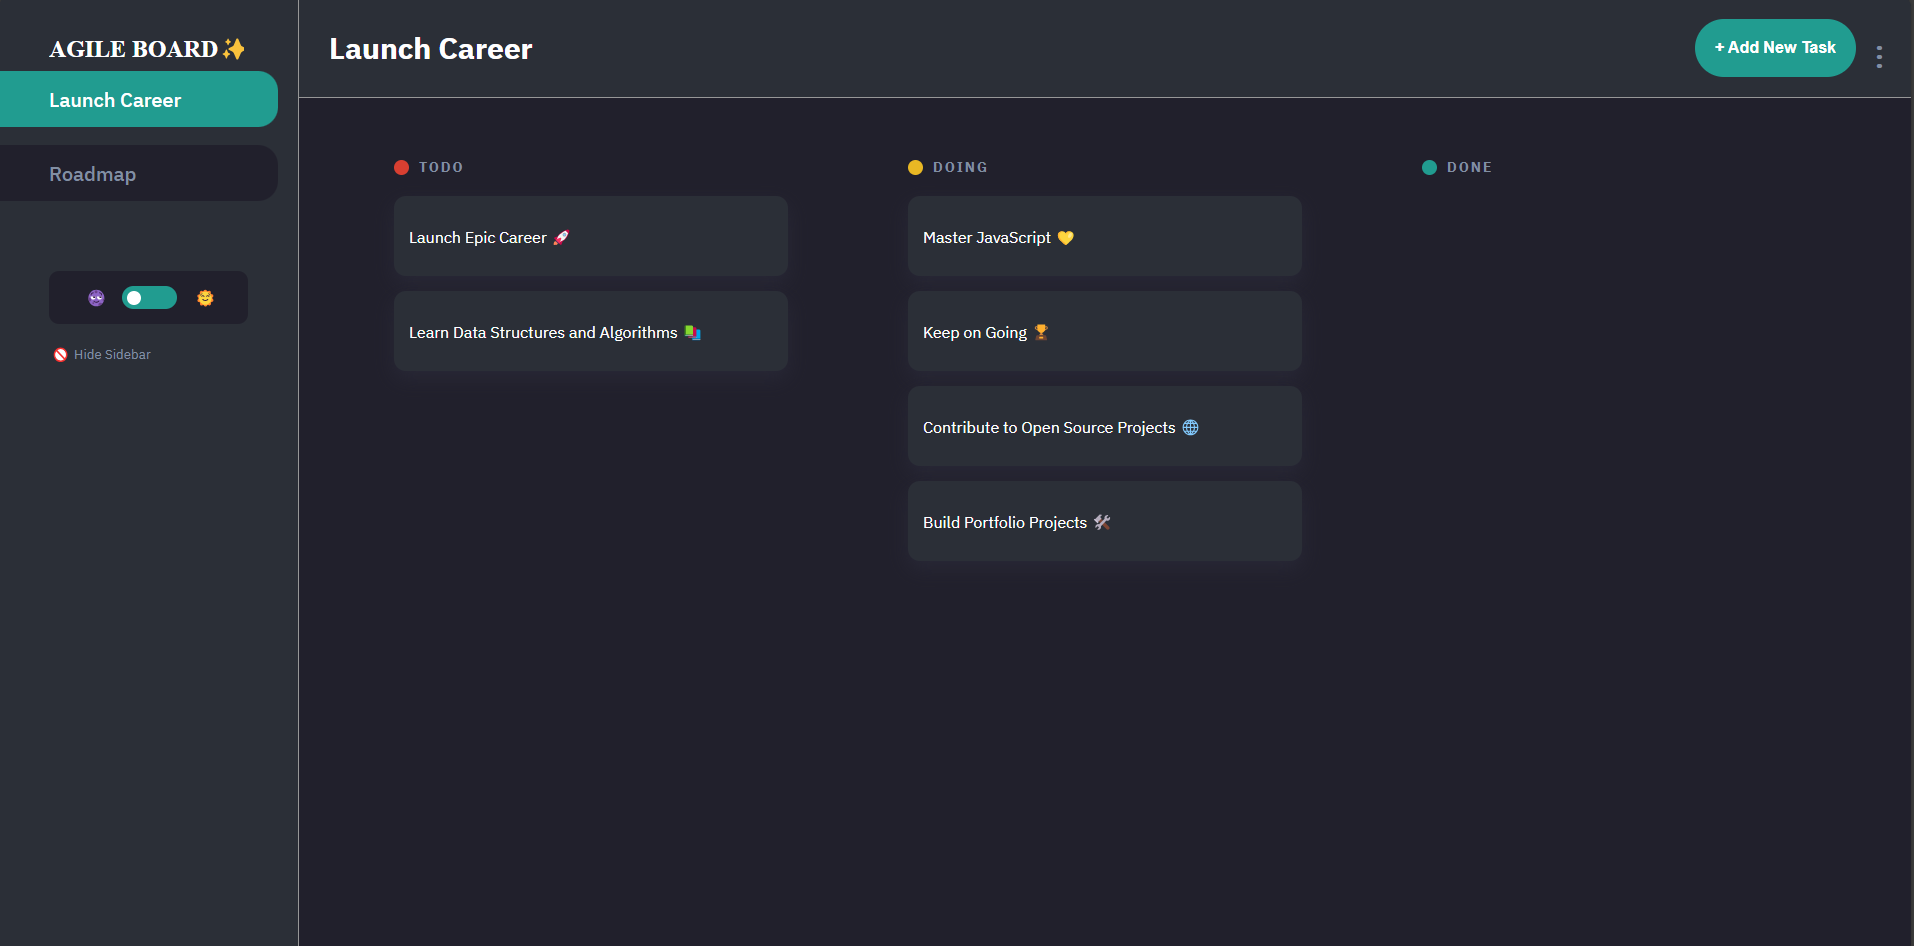 AGILE BOARD✨
Launch Career
Roadmap
🚫 Hide Sidebar
Launch Career
+ Add New Task
TODO
Launch Epic Career 🚀
Learn Data Structures and Algorithms 📚
DOING
Master JavaScript 💛
Keep on Going 🏆
Contribute to Open Source Projects 🌐
Build Portfolio Projects 🛠️
DONE